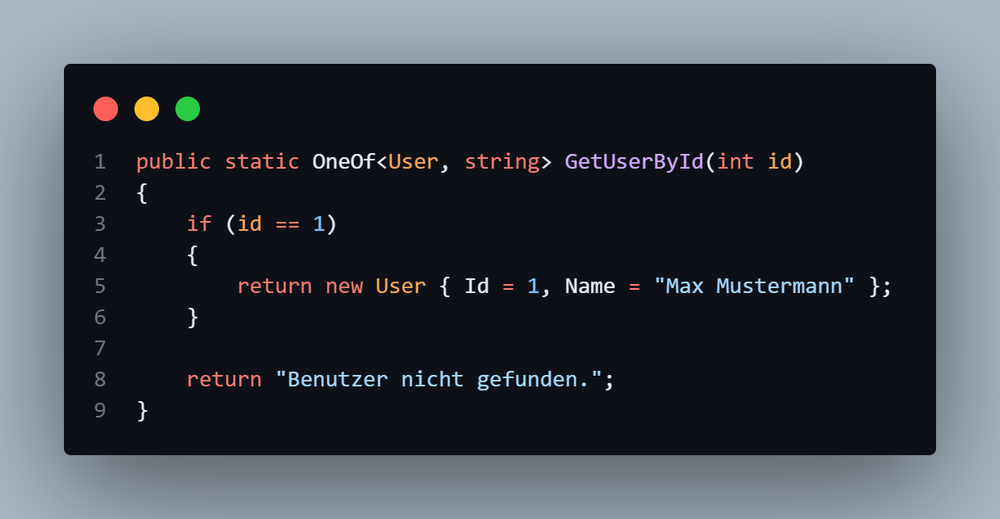 1 public static OneOf<User, string> GetUserById(int id)
2 {
3     if (id == 1)
4     {
5         return new User { Id = 1, Name = "Max Mustermann" };
6     }
7
8     return "Benutzer nicht gefunden.";
9 }